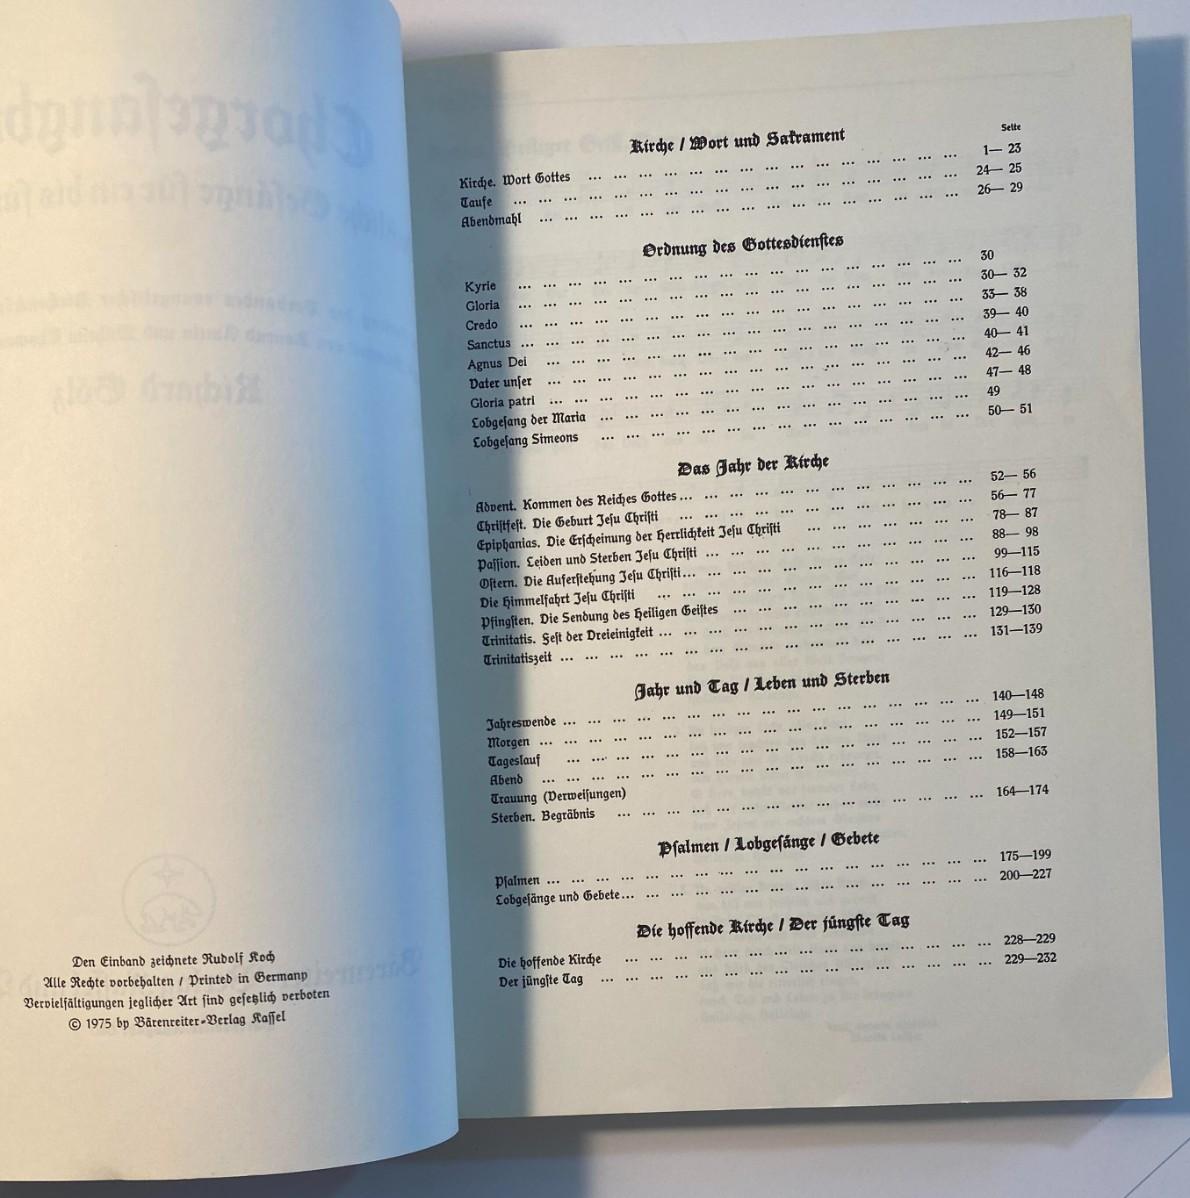 Den Einband zeichnete Rudolf Koch
Alle Rechte vorbehalten / Printed in Germany
Vervielfältigungen jeglicher Art sind gesetzlich verboten
© 1975 by Bärenreiter-Verlag Kassel
Seite
Kirche / Wort und Sakrament
Kirche. Wort Gottes ... 1—23
Taufe ... 24—25
Abendmahl ... 26—29
Ordnung des Gottesdienstes
Kyrie ... 30
Gloria ... 30—32
Credo ... 33—38
Sanctus ... 39—40
Agnus Dei ... 40—41
Vater unser ... 42—46
Gloria patri ... 47—48
Lobgesang der Maria ... 49
Lobgesang Simeons ... 50—51
Das Jahr der Kirche
Advent. Kommen des Reiches Gottes ... 52—56
Christfest. Die Geburt Jesu Christi ... 56—77
Epiphanias. Die Erscheinung der Herrlichkeit Jesu Christi ... 78—87
Passion. Leiden und Sterben Jesu Christi ... 88—98
Ostern. Die Auferstehung Jesu Christi ... 99—115
Die Himmelfahrt Jesu Christi ... 116—118
Pfingsten. Die Sendung des Heiligen Geistes ... 119—128
Trinitatis. Fest der Dreieinigkeit ... 129—130
Trinitatiszeit ... 131—139
Jahr und Tag / Leben und Sterben
Jahreswende ... 140—148
Morgen ... 149—151
Tageslauf ... 152—157
Abend ... 158—163
Trauung (Verweisungen)
Sterben. Begräbnis ... 164—174
Psalmen / Lobgesänge / Gebete
Psalmen ... 175—199
Lobgesänge und Gebete ... 200—227
Die hoffende Kirche / Der jüngste Tag
Die hoffende Kirche ... 228—229
Der jüngste Tag ... 229—232